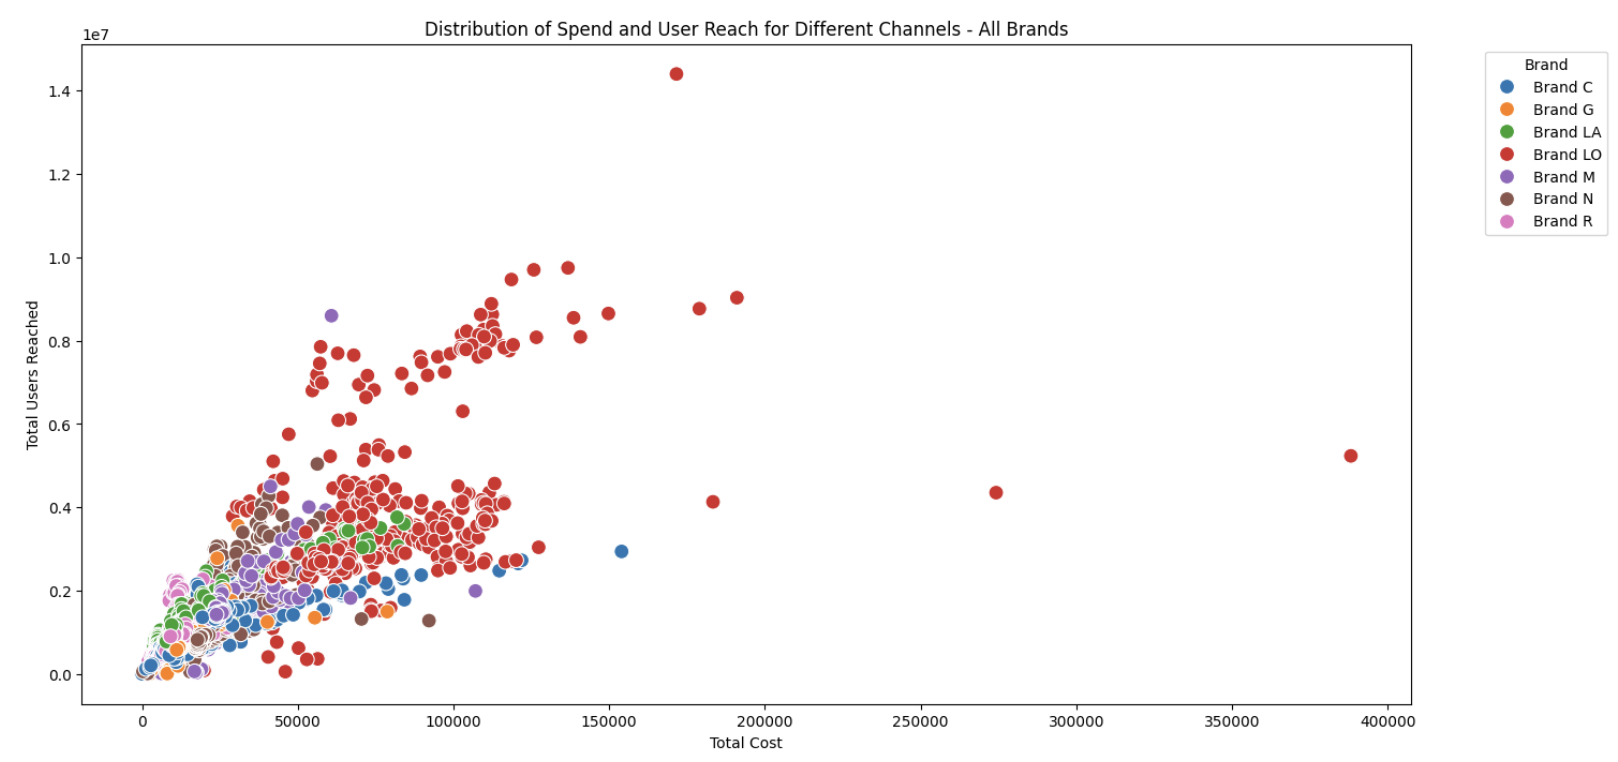 Distribution of Spend and User Reach for Different Channels - All Brands
1e7
1.4
1.2
1.0
0.8
0.6
0.4
0.2
0.0
Total Users Reached
0
50000
100000
150000
200000
250000
300000
350000
400000
Total Cost
Brand
Brand C
Brand G
Brand LA
Brand LO
Brand M
Brand N
Brand R